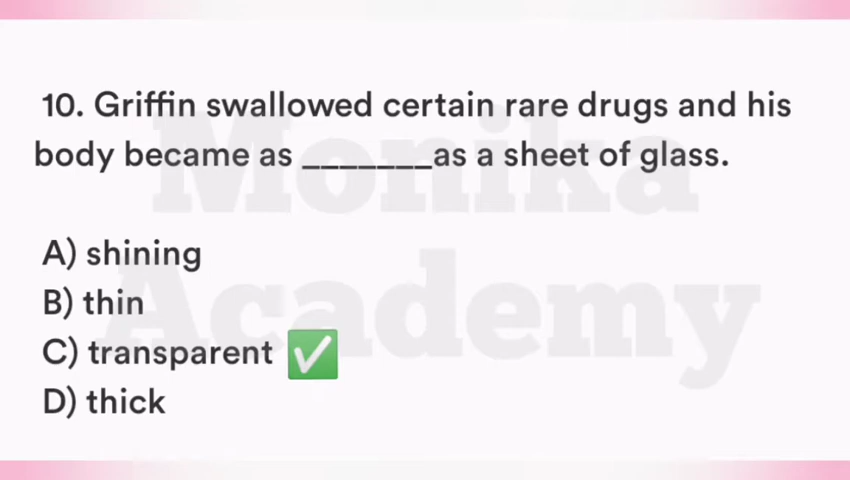 10. Griffin swallowed certain rare drugs and his
body became as _______as a sheet of glass.
A) shining
B) thin
C) transparent ✅
D) thick
Monika
Academy